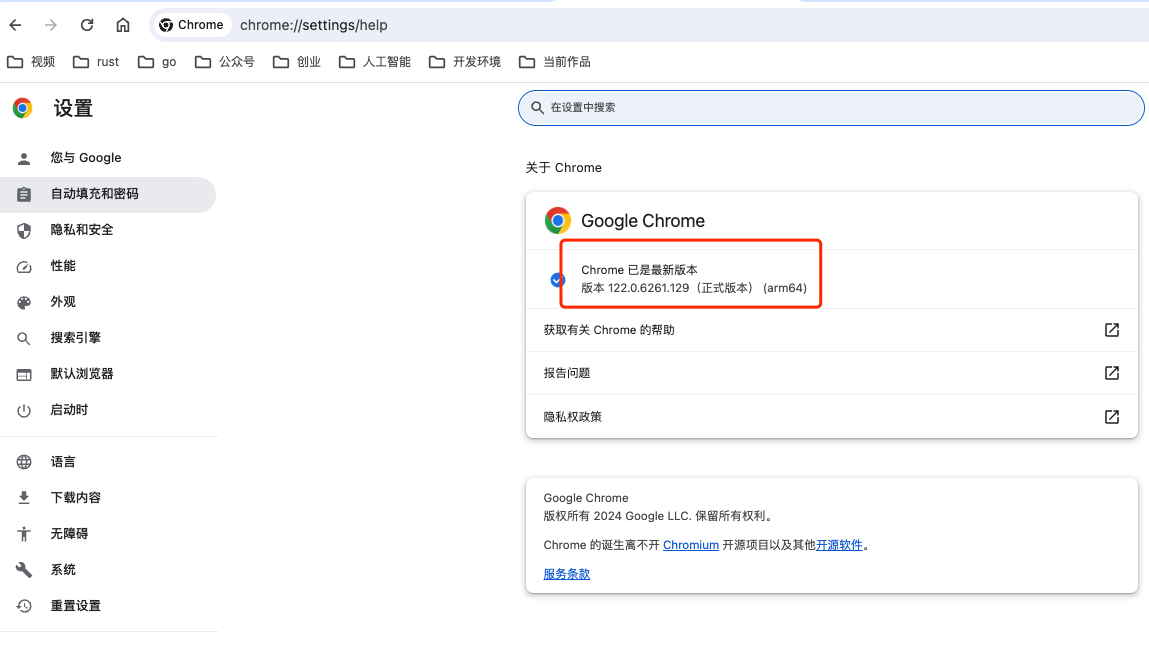 Chrome chrome://settings/help
视频 rust go 公众号 创业 人工智能 开发环境 当前作品
设置
在设置中搜索
您与 Google
自动填充和密码
隐私和安全
性能
外观
搜索引擎
默认浏览器
启动时
语言
下载内容
无障碍
系统
重置设置
关于 Chrome
Google Chrome
Chrome 已是最新版本
版本 122.0.6261.129（正式版本） (arm64)
获取有关 Chrome 的帮助
报告问题
隐私权政策
Google Chrome
版权所有 2024 Google LLC. 保留所有权利。
Chrome 的诞生离不开 Chromium 开源项目以及其他开源软件。
服务条款